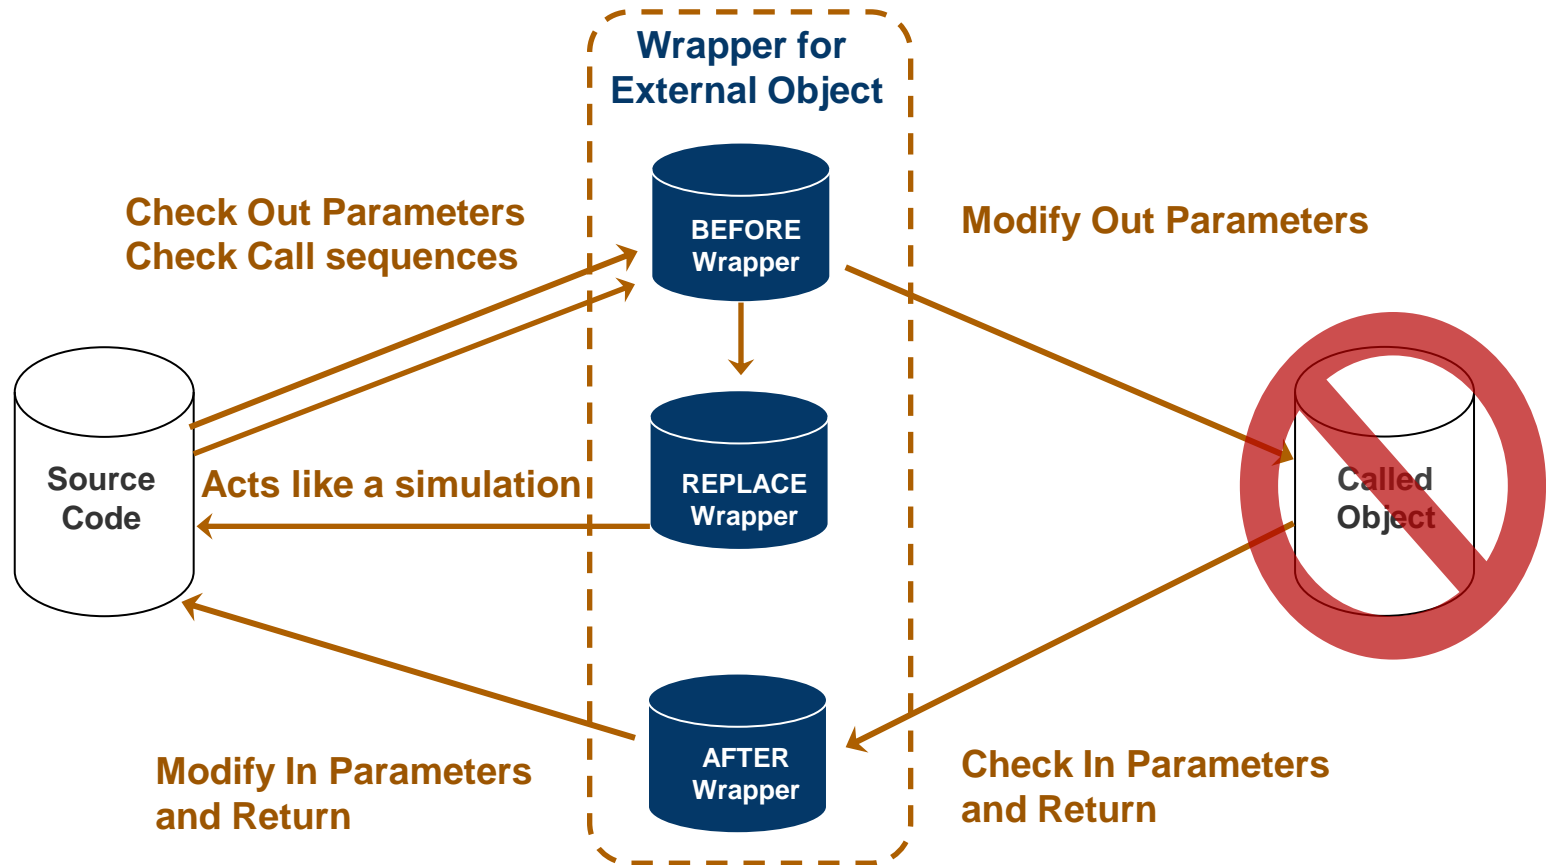 Wrapper for
External Object
Check Out Parameters
Check Call sequences
BEFORE
Wrapper
Modify Out Parameters
Source
Code
Acts like a simulation
REPLACE
Wrapper
Called
Object
Modify In Parameters
and Return
AFTER
Wrapper
Check In Parameters
and Return